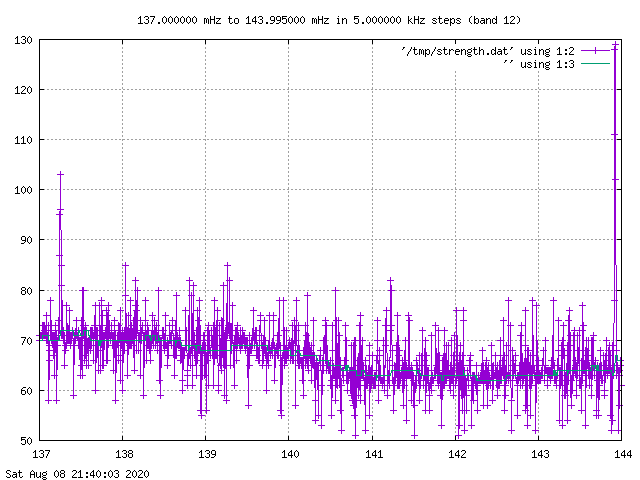 137.000000 mHz to 143.995000 mHz in 5.000000 kHz steps (band 12)
130
'/tmp/strength.dat' using 1:2
'' using 1:3
120
110
100
90
80
70
60
50
137 138 139 140 141 142 143 144
Sat Aug 08 21:40:03 2020